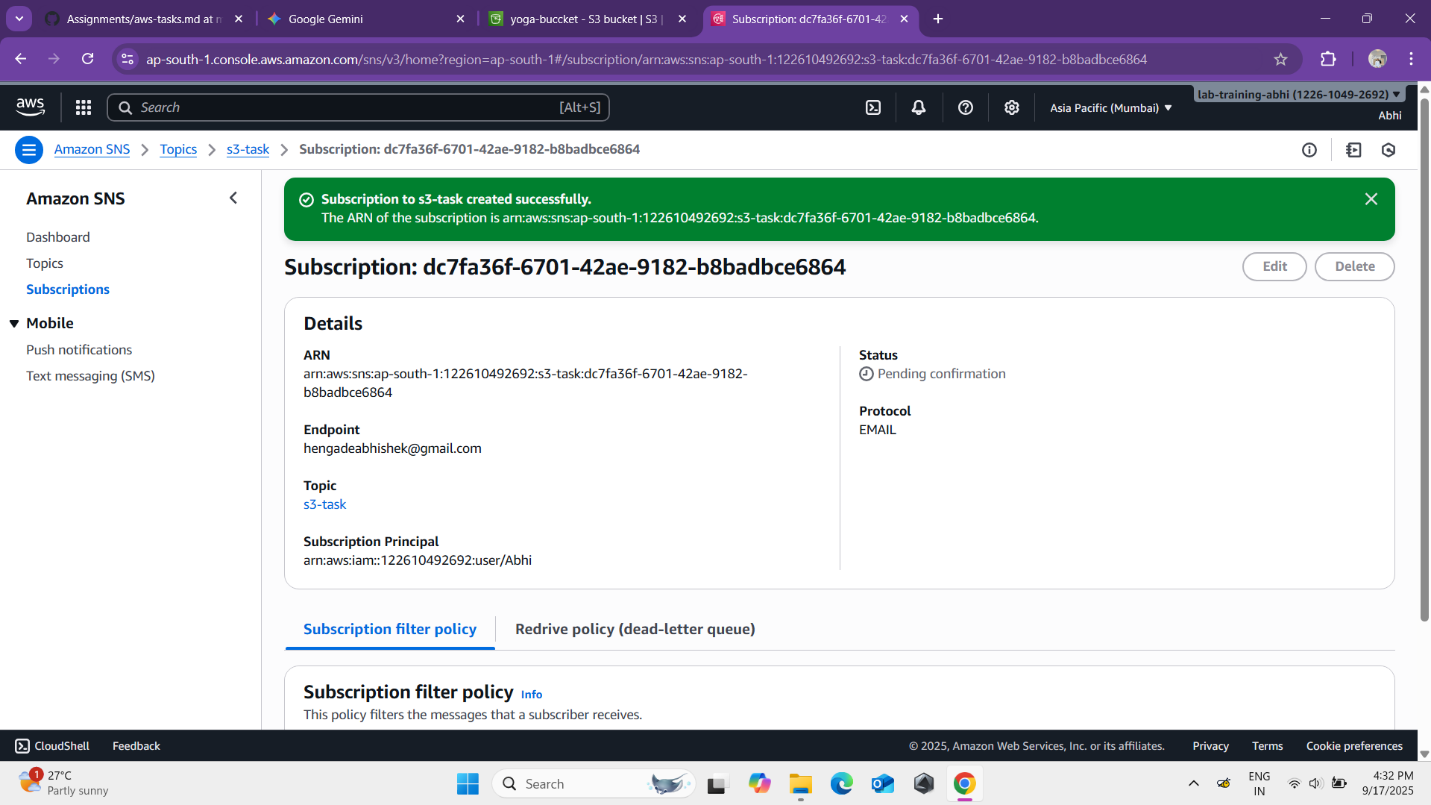 Assignments/aws-tasks.md at n
Google Gemini
yoga-buccket - S3 bucket | S3 |
Subscription: dc7fa36f-6701-42
ap-south-1.console.aws.amazon.com/sns/v3/home?region=ap-south-1#/subscription/arn:aws:sns:ap-south-1:122610492692:s3-task:dc7fa36f-6701-42ae-9182-b8badbce6864
aws
Search [Alt+S]
Asia Pacific (Mumbai)
lab-training-abhi (1226-1049-2692)
Abhi
Amazon SNS > Topics > s3-task > Subscription: dc7fa36f-6701-42ae-9182-b8badbce6864
Amazon SNS
Dashboard
Topics
Subscriptions
Mobile
Push notifications
Text messaging (SMS)
Subscription to s3-task created successfully.
The ARN of the subscription is arn:aws:sns:ap-south-1:122610492692:s3-task:dc7fa36f-6701-42ae-9182-b8badbce6864.
Subscription: dc7fa36f-6701-42ae-9182-b8badbce6864
Edit
Delete
Details
ARN
arn:aws:sns:ap-south-1:122610492692:s3-task:dc7fa36f-6701-42ae-9182-
b8badbce6864
Endpoint
hengadeabhishek@gmail.com
Topic
s3-task
Subscription Principal
arn:aws:iam::122610492692:user/Abhi
Status
Pending confirmation
Protocol
EMAIL
Subscription filter policy
Redrive policy (dead-letter queue)
Subscription filter policy Info
This policy filters the messages that a subscriber receives.
CloudShell
Feedback
© 2025, Amazon Web Services, Inc. or its affiliates.
Privacy
Terms
Cookie preferences
1
27°C
Partly sunny
Search
ENG
IN
4:32 PM
9/17/2025